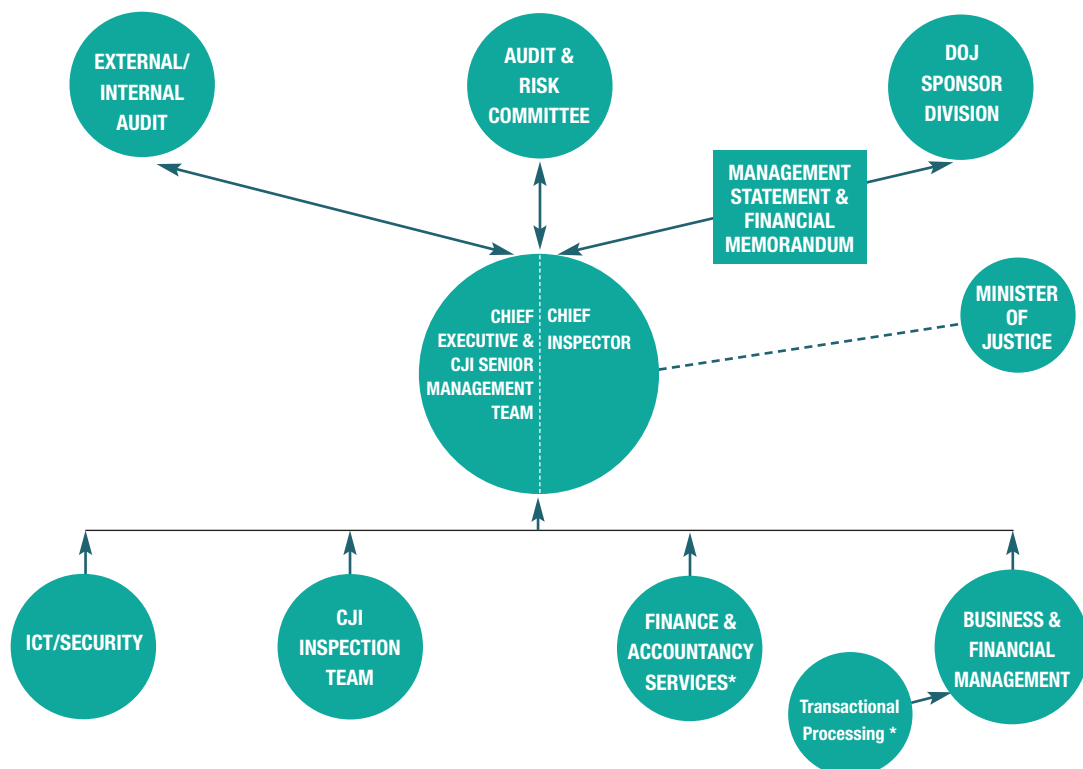 EXTERNAL/
INTERNAL
AUDIT
AUDIT &
RISK
COMMITTEE
DOJ
SPONSOR
DIVISION
MANAGEMENT
STATEMENT &
FINANCIAL
MEMORANDUM
CHIEF
EXECUTIVE &
CJI SENIOR
MANAGEMENT
TEAM
CHIEF
INSPECTOR
MINISTER
OF
JUSTICE
ICT/SECURITY
CJI
INSPECTION
TEAM
FINANCE &
ACCOUNTANCY
SERVICES*
Transactional
Processing *
BUSINESS &
FINANCIAL
MANAGEMENT